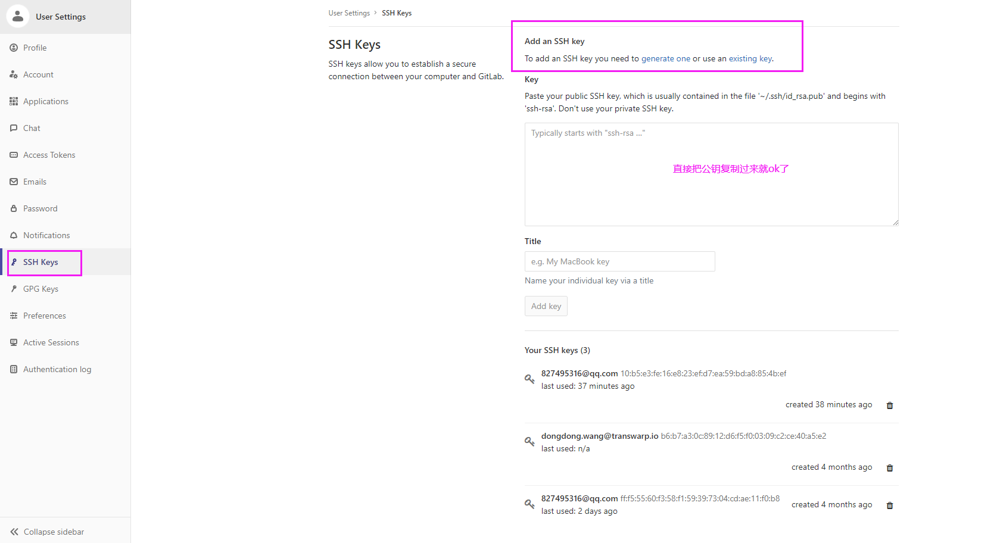 User Settings
Profile
Account
Applications
Chat
Access Tokens
Emails
Password
Notifications
SSH Keys
GPG Keys
Preferences
Active Sessions
Authentication log
Collapse sidebar
User Settings › SSH Keys
SSH Keys
SSH keys allow you to establish a secure
connection between your computer and GitLab.
Add an SSH key
To add an SSH key you need to generate one or use an existing key.
Key
Paste your public SSH key, which is usually contained in the file '~/.ssh/id_rsa.pub' and begins with
'ssh-rsa'. Don't use your private SSH key.
Typically starts with "ssh-rsa ..."
直接把公钥复制过来就ok了
Title
e.g. My MacBook key
Name your individual key via a title
Add key
Your SSH keys (3)
827495316@qq.com 10:b5:e3:fe:16:e8:23:ef:d7:ea:59:bd:a8:85:4b:ef
last used: 37 minutes ago
created 38 minutes ago
dongdong.wang@transwarp.io b6:b7:a3:0c:89:12:d6:f5:f0:03:09:c2:ce:40:a5:e2
last used: n/a
created 4 months ago
827495316@qq.com ff:f5:55:60:f3:58:f1:59:39:73:04:cd:ae:11:f0:b8
last used: 2 days ago
created 4 months ago